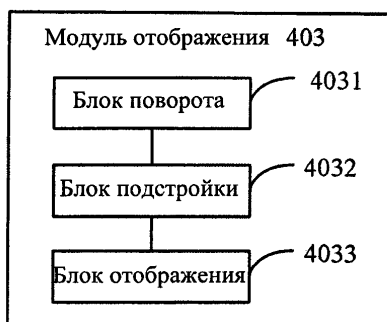 Модуль отображения 403
Блок поворота 4031
Блок подстройки 4032
Блок отображения 4033